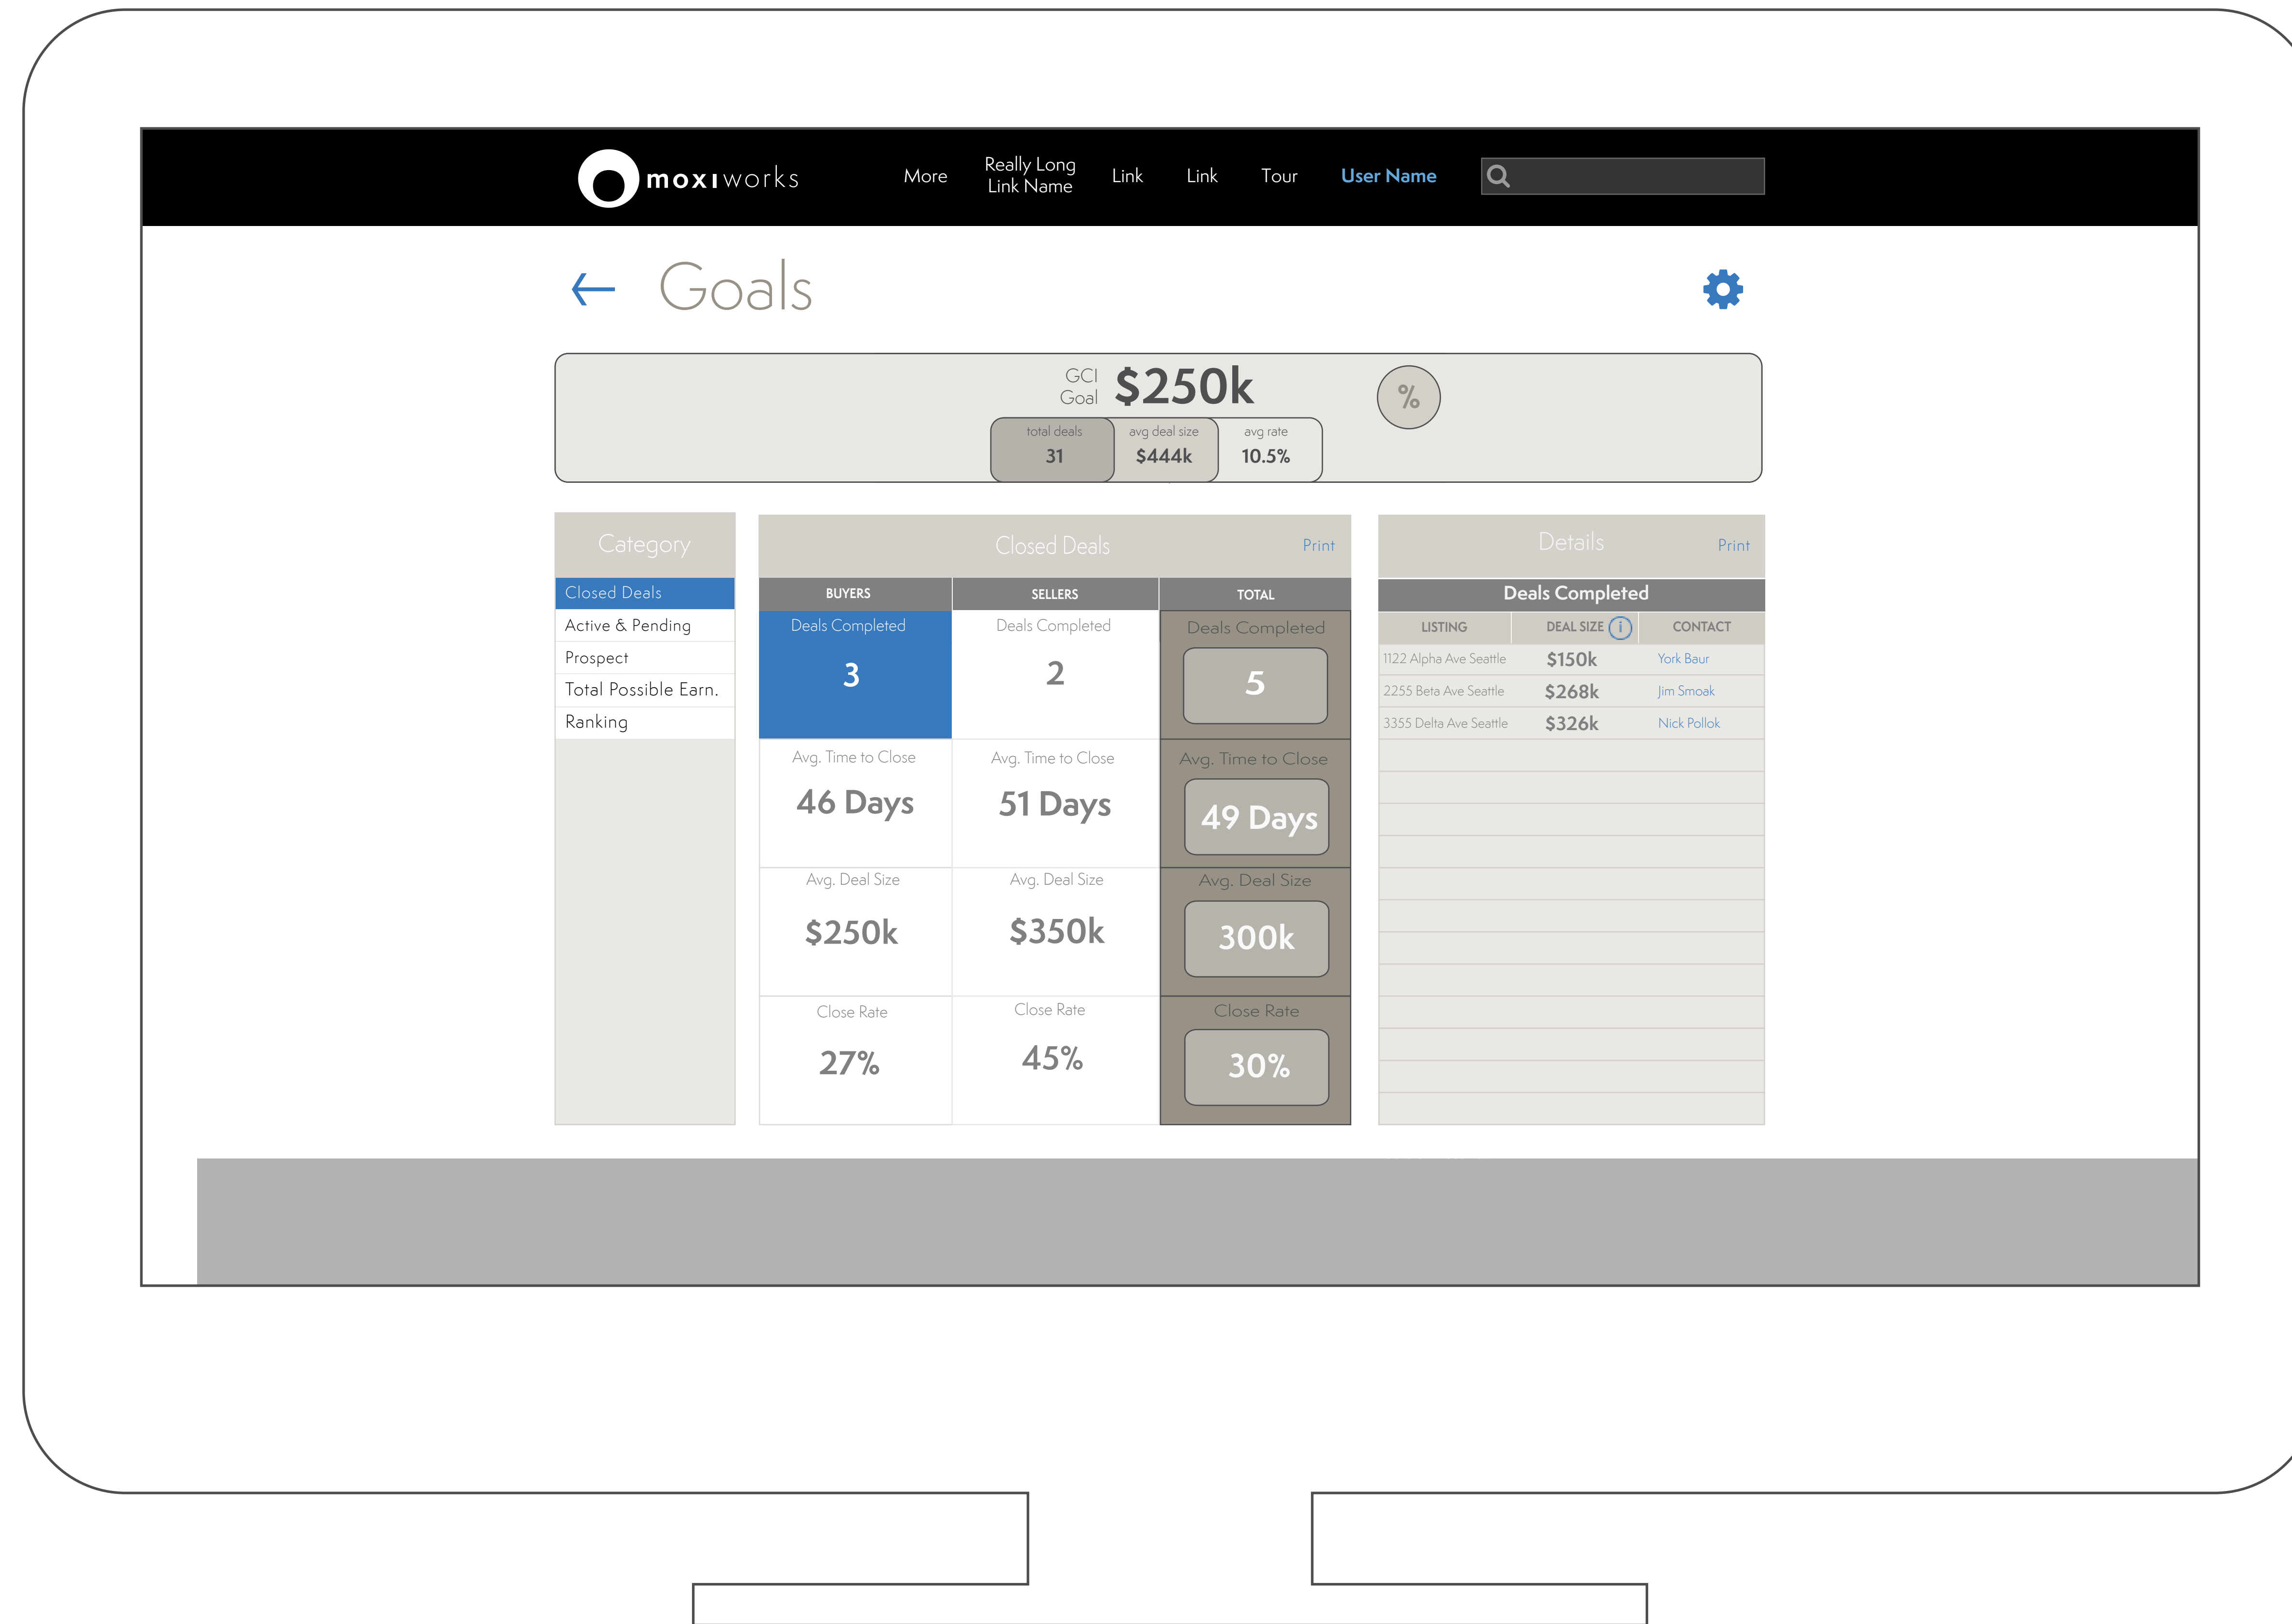 moxiworks
More
Really Long
Link Name
Link
Link
Tour
User Name
Goals
GCI
Goal
$250k
%
total deals
31
avg deal size
$444k
avg rate
10.5%
Category
Closed Deals
Active & Pending
Prospect
Total Possible Earn.
Ranking
Closed Deals
Print
BUYERS
SELLERS
TOTAL
Deals Completed
3
Deals Completed
2
Deals Completed
5
Avg. Time to Close
46 Days
Avg. Time to Close
51 Days
Avg. Time to Close
49 Days
Avg. Deal Size
$250k
Avg. Deal Size
$350k
Avg. Deal Size
300k
Close Rate
27%
Close Rate
45%
Close Rate
30%
Details
Print
Deals Completed
LISTING
DEAL SIZE
i
CONTACT
1122 Alpha Ave Seattle $150k York Baur
2255 Beta Ave Seattle $268k Jim Smoak
3355 Delta Ave Seattle $326k Nick Pollok